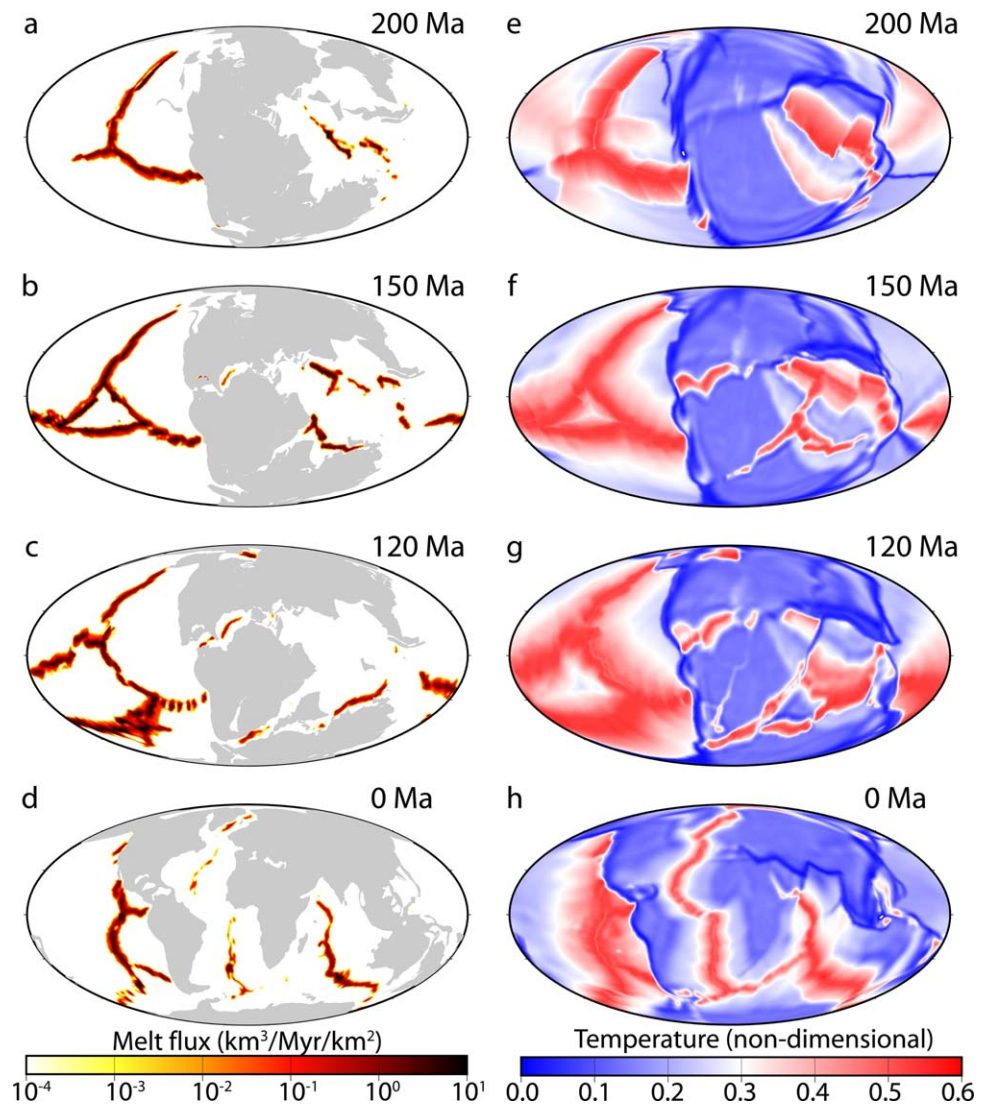 a 200 Ma e 200 Ma
b 150 Ma f 150 Ma
c 120 Ma g 120 Ma
d 0 Ma h 0 Ma
Melt flux (km³/Myr/km²) Temperature (non-dimensional)
10⁻⁴ 10⁻³ 10⁻² 10⁻¹ 10⁰ 10¹ 0.0 0.1 0.2 0.3 0.4 0.5 0.6